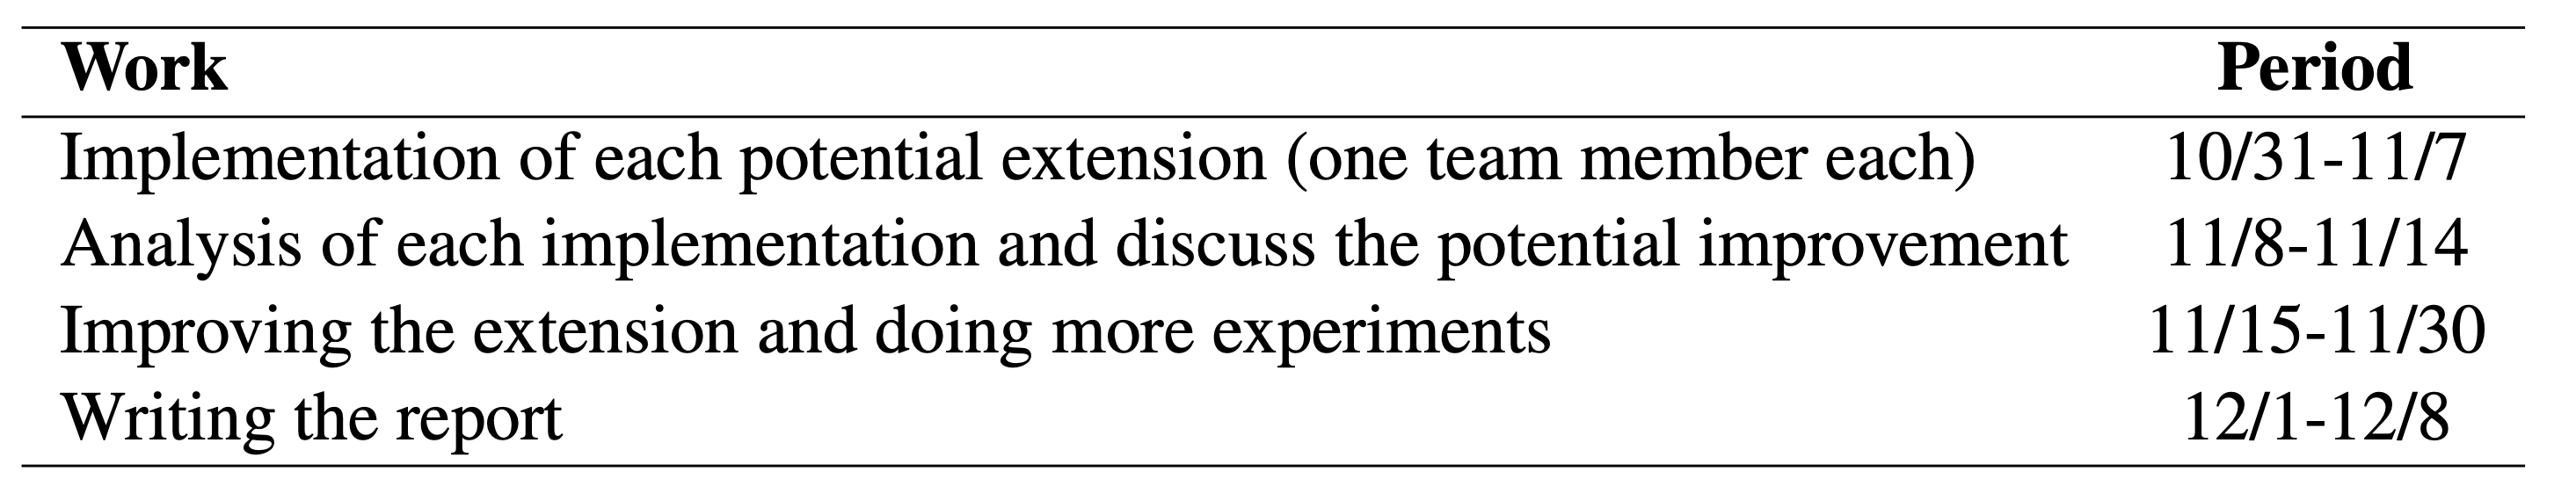 Work Period
Implementation of each potential extension (one team member each) 10/31-11/7
Analysis of each implementation and discuss the potential improvement 11/8-11/14
Improving the extension and doing more experiments 11/15-11/30
Writing the report 12/1-12/8